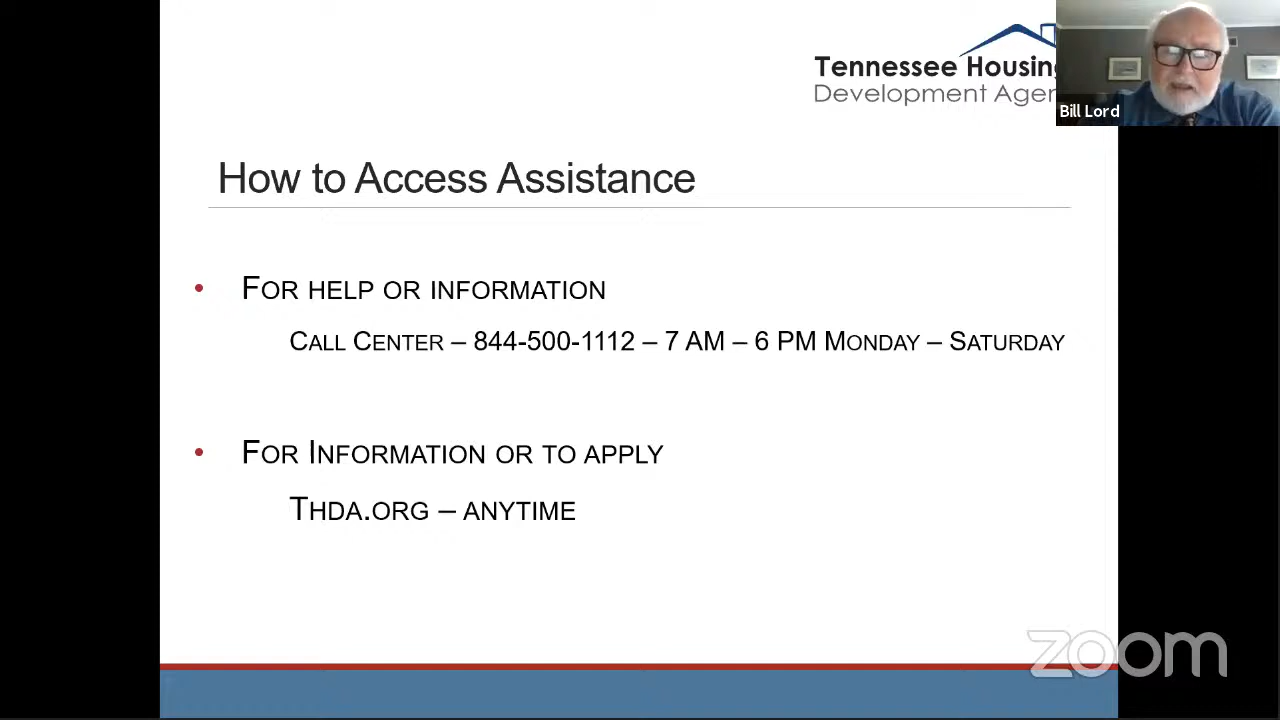 Tennessee Housing
Development Agen
Bill Lord
How to Access Assistance
• FOR HELP OR INFORMATION
CALL CENTER – 844-500-1112 – 7 AM – 6 PM MONDAY – SATURDAY
• FOR INFORMATION OR TO APPLY
THDA.ORG – ANYTIME
zoom